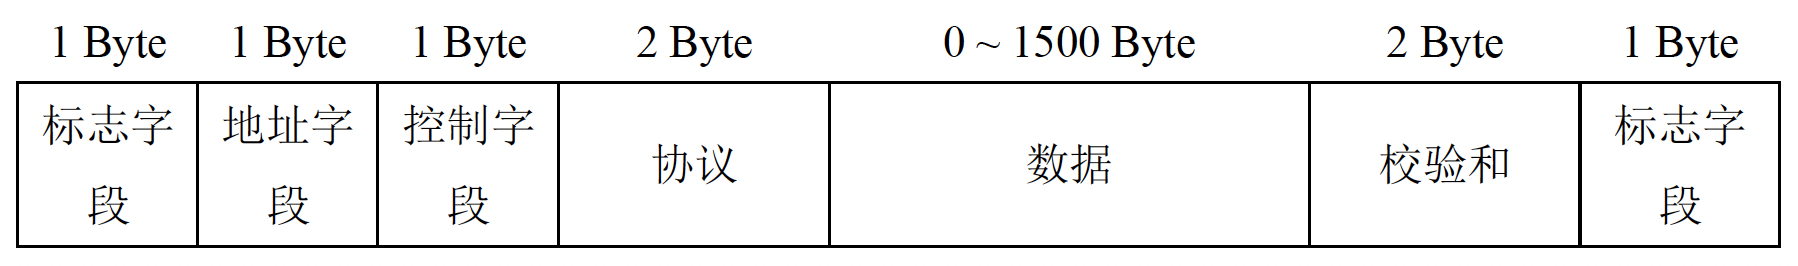 1 Byte 1 Byte 1 Byte 2 Byte 0 ~ 1500 Byte 2 Byte 1 Byte
标志字段 地址字段 控制字段 协议 数据 校验和 标志字段